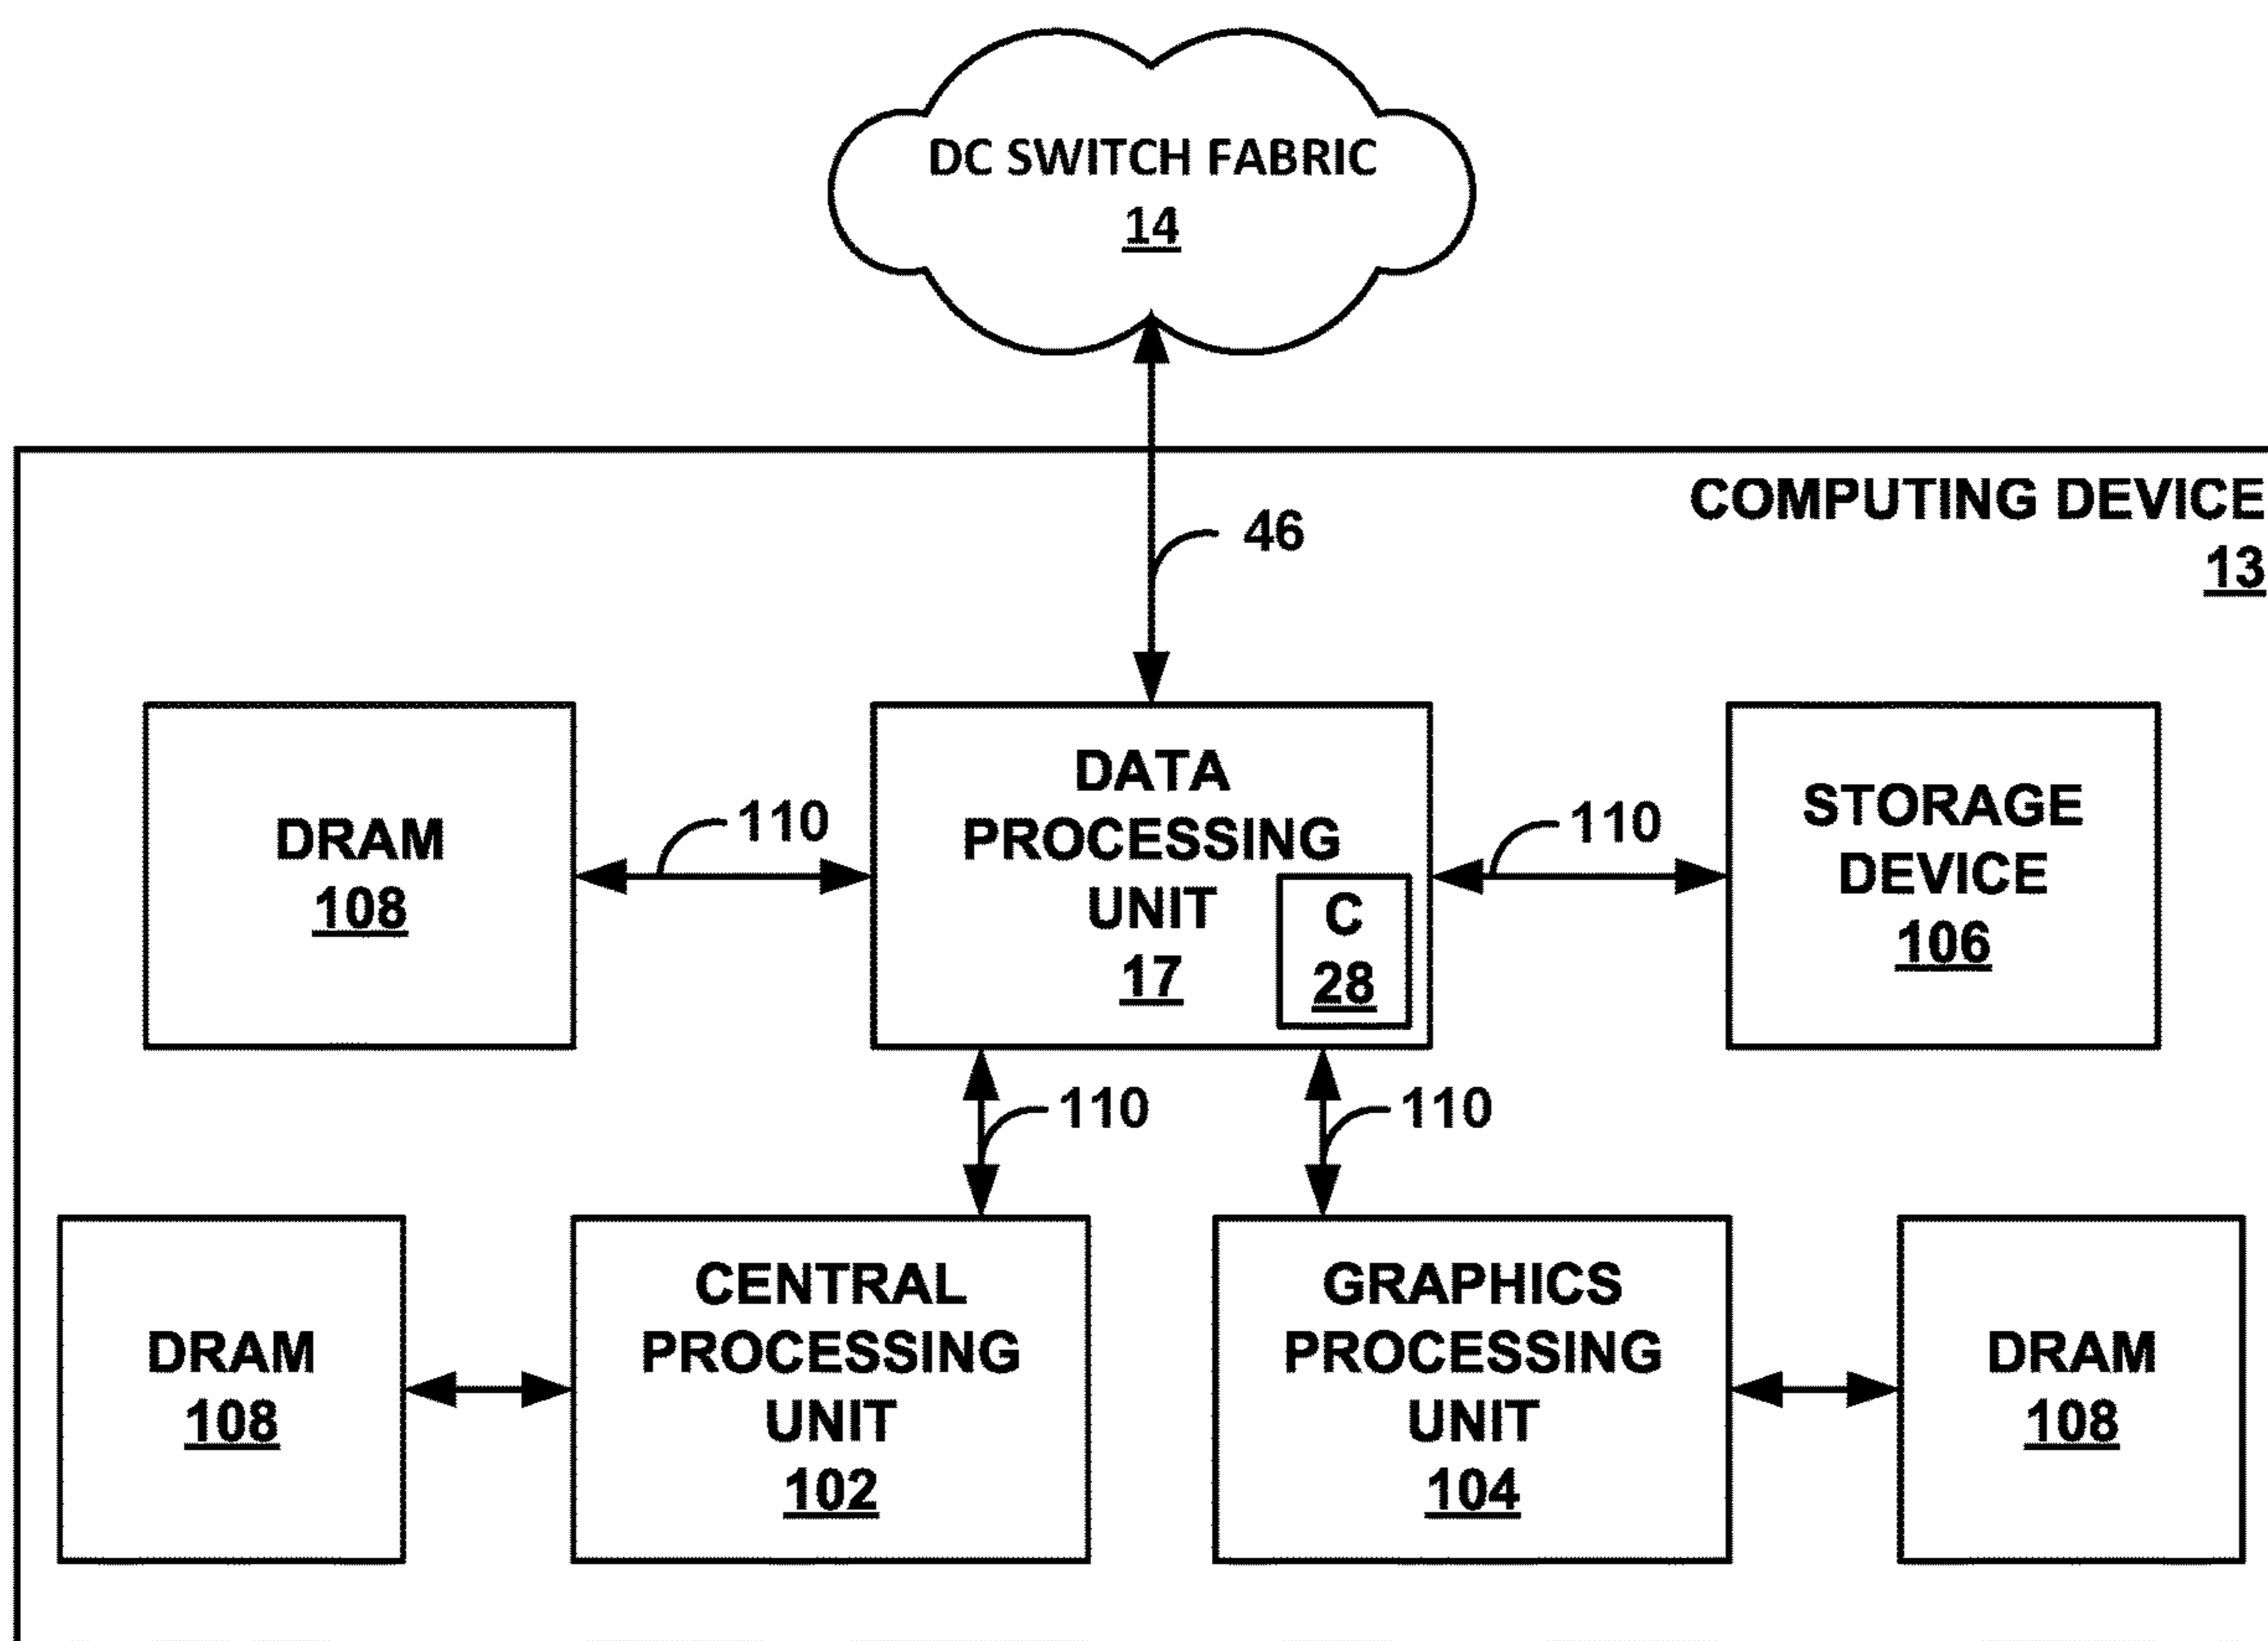 DC SWITCH FABRIC
14
COMPUTING DEVICE
13
46
DRAM
108
110
DATA
PROCESSING
UNIT
17
C
28
110
STORAGE
DEVICE
106
110
110
DRAM
108
CENTRAL
PROCESSING
UNIT
102
GRAPHICS
PROCESSING
UNIT
104
DRAM
108